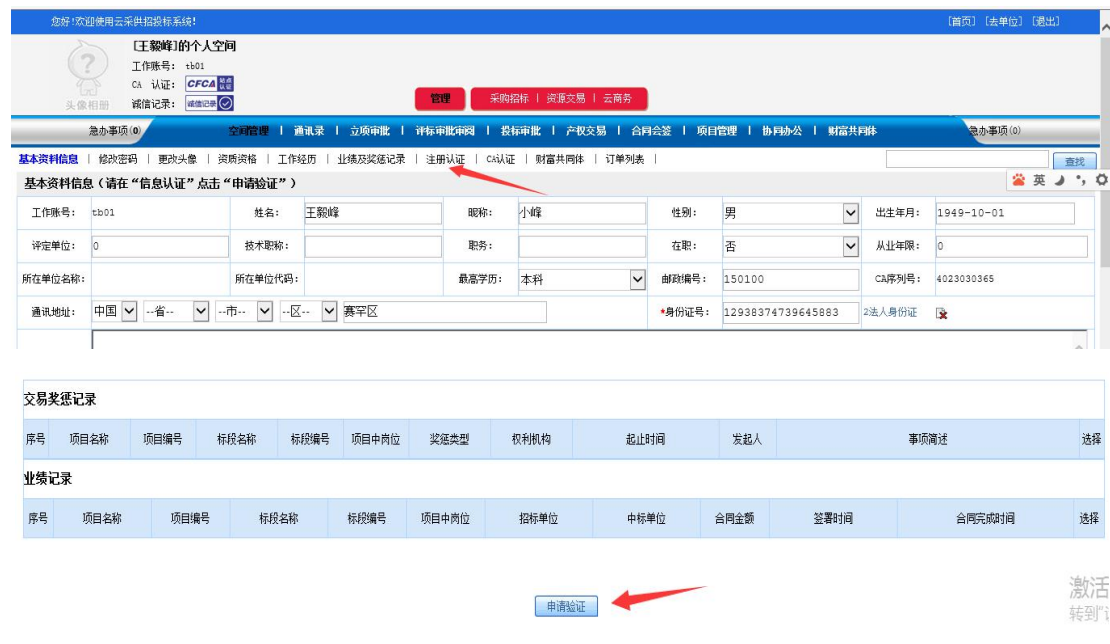 您好!欢迎使用云采供招投标系统! [首页] [去单位] [退出]
[王毅峰]的个人空间
工作账号: tb01
CA 认证: CFCA 站点认证
诚信记录: 诚信记录
头像相册
管理 采购招标 | 资源交易 | 云商务
急办事项(0) 空间管理 | 通讯录 | 立项审批 | 评标审批审阅 | 投标审批 | 产权交易 | 合同会签 | 项目管理 | 协同办公 | 财富共同体 急办事项(0)
基本资料信息 | 修改密码 | 更改头像 | 资质资格 | 工作经历 | 业绩及奖惩记录 | 注册认证 | CA认证 | 财富共同体 | 订单列表 | 查找
基本资料信息(请在“信息认证”点击“申请验证”) 英
工作账号: tb01 姓名: 王毅峰 昵称: 小峰 性别: 男 出生年月: 1949-10-01
评定单位: 0 技术职称: 职务: 在职: 否 从业年限: 0
所在单位名称: 所在单位代码: 最高学历: 本科 邮政编号: 150100 CA序列号: 4023030365
通讯地址: 中国 --省-- --市-- --区-- 赛罕区 *身份证号: 12938374739645883 2法人身份证
交易奖惩记录
序号 项目名称 项目编号 标段名称 标段编号 项目中岗位 奖惩类型 权利机构 起止时间 发起人 事项简述 选择
业绩记录
序号 项目名称 项目编号 标段名称 标段编号 项目中岗位 招标单位 中标单位 合同金额 签署时间 合同完成时间 选择
申请验证
激活
转到"